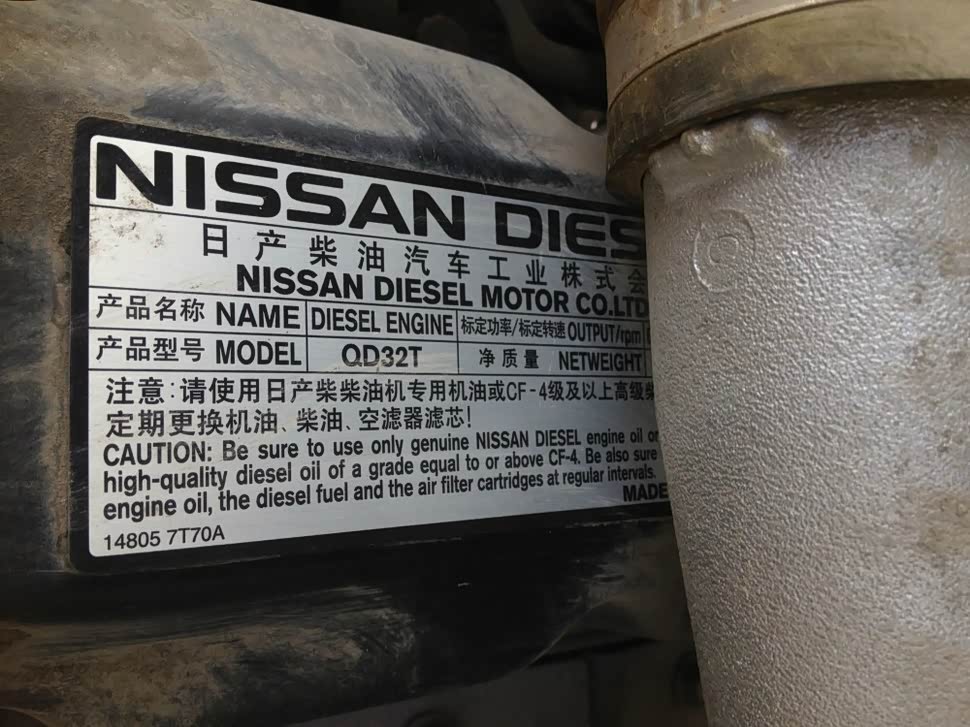 NISSAN DIES
日产柴油汽车工业株式会
NISSAN DIESEL MOTOR CO.LTD
产品名称 NAME DIESEL ENGINE 标定功率/标定转速 OUTPUT/rpm
产品型号 MODEL QD32T 净质量 NETWEIGHT
注意:请使用日产柴柴油机专用机油或CF-4级及以上高级柴
定期更换机油、柴油、空滤器滤芯!
CAUTION: Be sure to use only genuine NISSAN DIESEL engine oil or
high-quality diesel oil of a grade equal to or above CF-4. Be also sure
engine oil, the diesel fuel and the air filter cartridges at regular intervals.
MADE
14805 7T70A